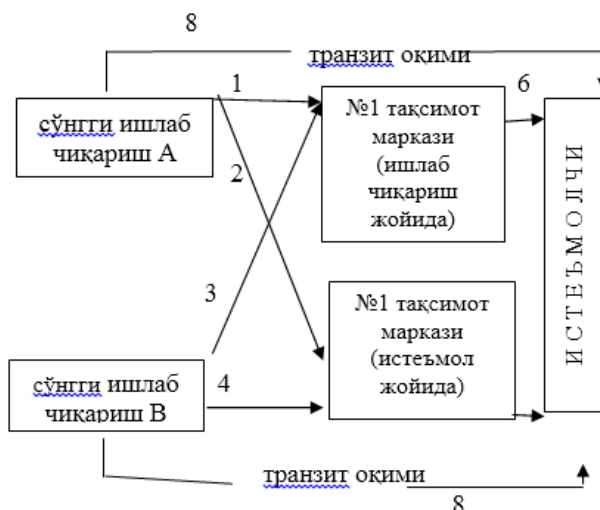 8
транзит оқими
1
6
сўнгги ишлаб
чиқариш А
№1 тақсимот
маркази
(ишлаб
чиқариш
жойида)
2
3
ИСТЕЪМОЛЧИ
№1 тақсимот
маркази
(истеъмол
жойида)
сўнгги ишлаб
чиқариш В
4
транзит оқими
8